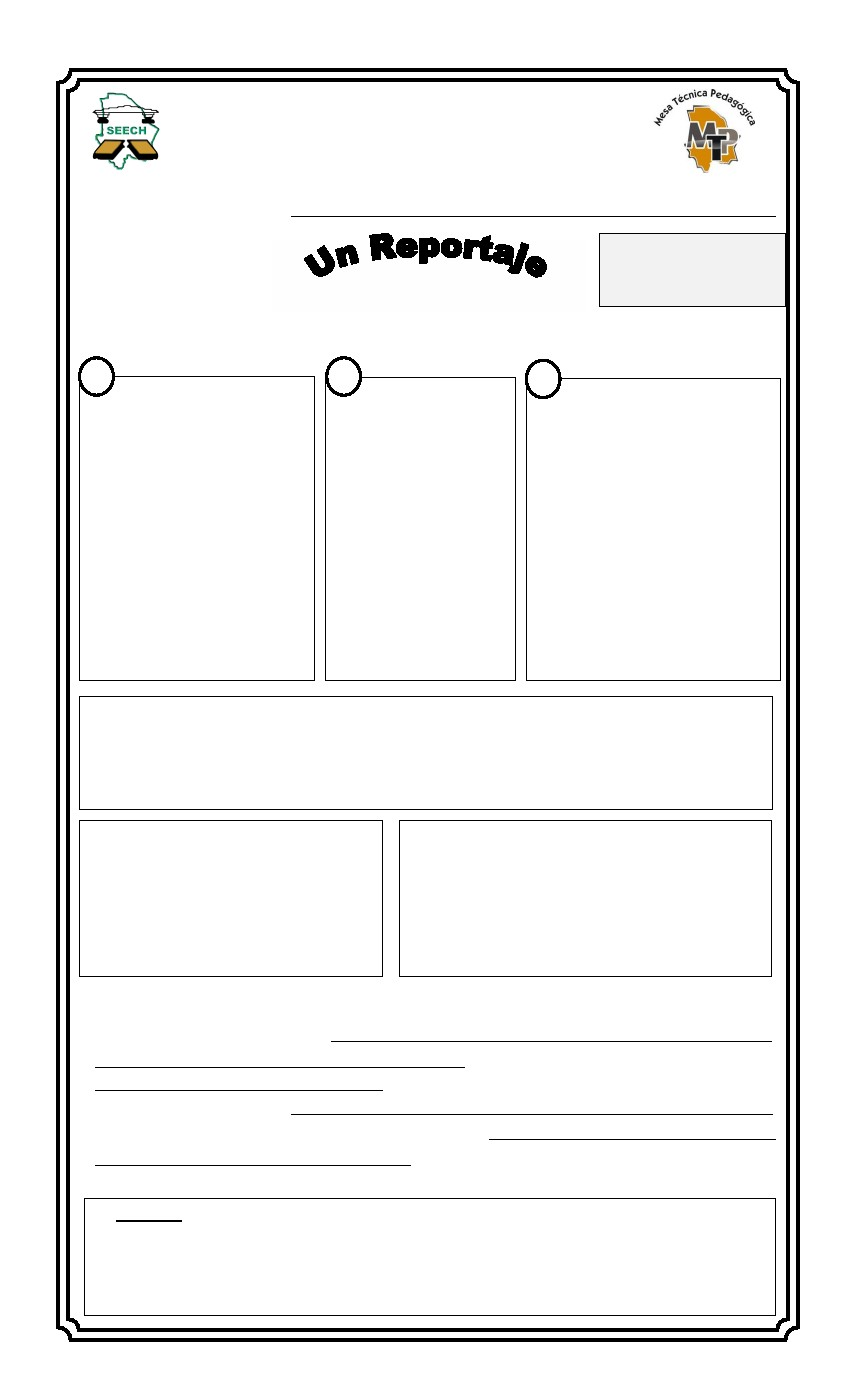 SEECH
Mesa Técnica Pedagógica
MTP
Un Reportaje